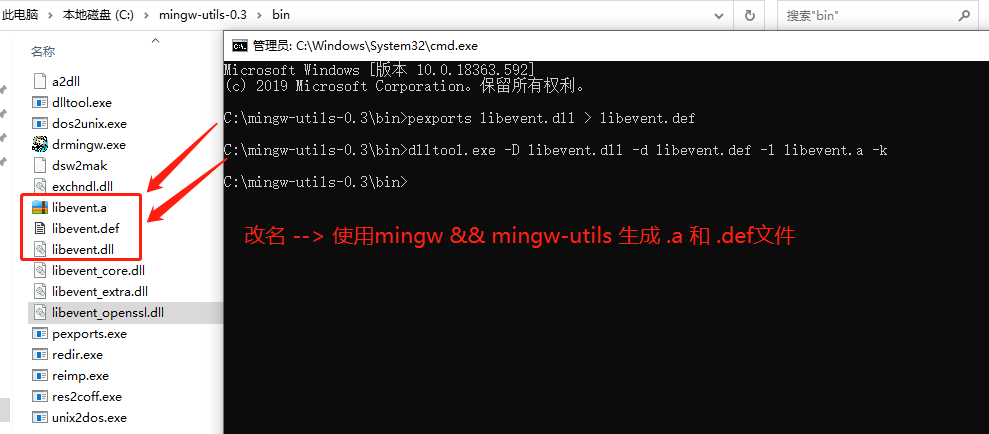 此电脑 > 本地磁盘 (C:) > mingw-utils-0.3 > bin
搜索"bin"
名称
a2dll
dlltool.exe
dos2unix.exe
drmingw.exe
dsw2mak
exchndl.dll
libevent.a
libevent.def
libevent.dll
libevent_core.dll
libevent_extra.dll
libevent_openssl.dll
pexports.exe
redir.exe
reimp.exe
res2coff.exe
unix2dos.exe
管理员: C:\Windows\System32\cmd.exe
Microsoft Windows [版本 10.0.18363.592]
(c) 2019 Microsoft Corporation。保留所有权利。
C:\mingw-utils-0.3\bin>pexports libevent.dll > libevent.def
C:\mingw-utils-0.3\bin>dlltool.exe -D libevent.dll -d libevent.def -l libevent.a -k
C:\mingw-utils-0.3\bin>
改名 --> 使用mingw && mingw-utils 生成 .a 和 .def文件